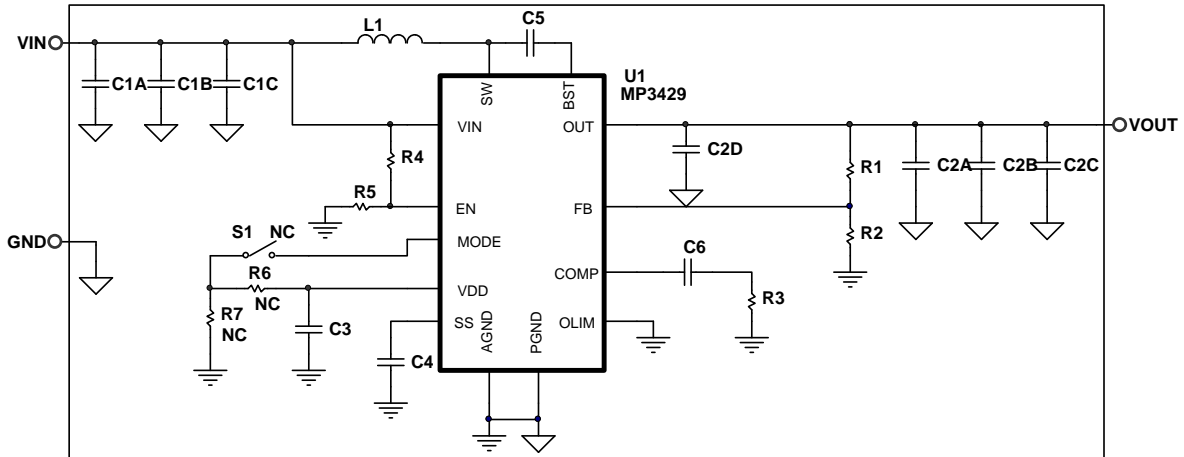 C5
L1
VIN
C1A
C1B
C1C
U1
MP3429
SW
BST
VIN
OUT
VOUT
R4
C2D
R1
C2A
C2B
C2C
R5
EN
FB
S1
NC
MODE
R2
GND
C6
R6
COMP
NC
VDD
R3
R7
NC
C3
SS
AGND
PGND
OLIM
C4